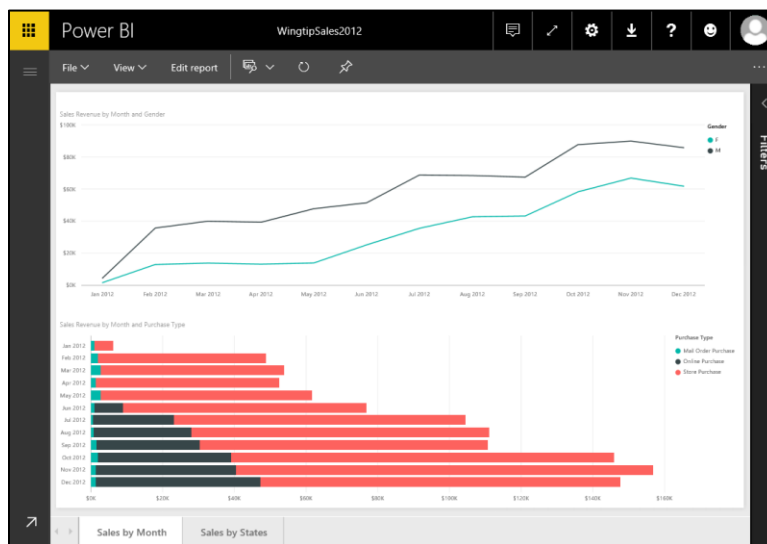 Power BI
WingtipSales2012
File
View
Edit report
Sales Revenue by Month and Gender
$100K
$80K
$60K
$40K
$20K
$0K
Jan 2012
Feb 2012
Mar 2012
Apr 2012
May 2012
Jun 2012
Jul 2012
Aug 2012
Sep 2012
Oct 2012
Nov 2012
Dec 2012
Gender
F
M
Filters
Sales Revenue by Month and Purchase Type
Jan 2012
Feb 2012
Mar 2012
Apr 2012
May 2012
Jun 2012
Jul 2012
Aug 2012
Sep 2012
Oct 2012
Nov 2012
Dec 2012
$0K
$20K
$40K
$60K
$80K
$100K
$120K
$140K
$160K
Purchase Type
Mail Order Purchase
Online Purchase
Store Purchase
Sales by Month
Sales by States